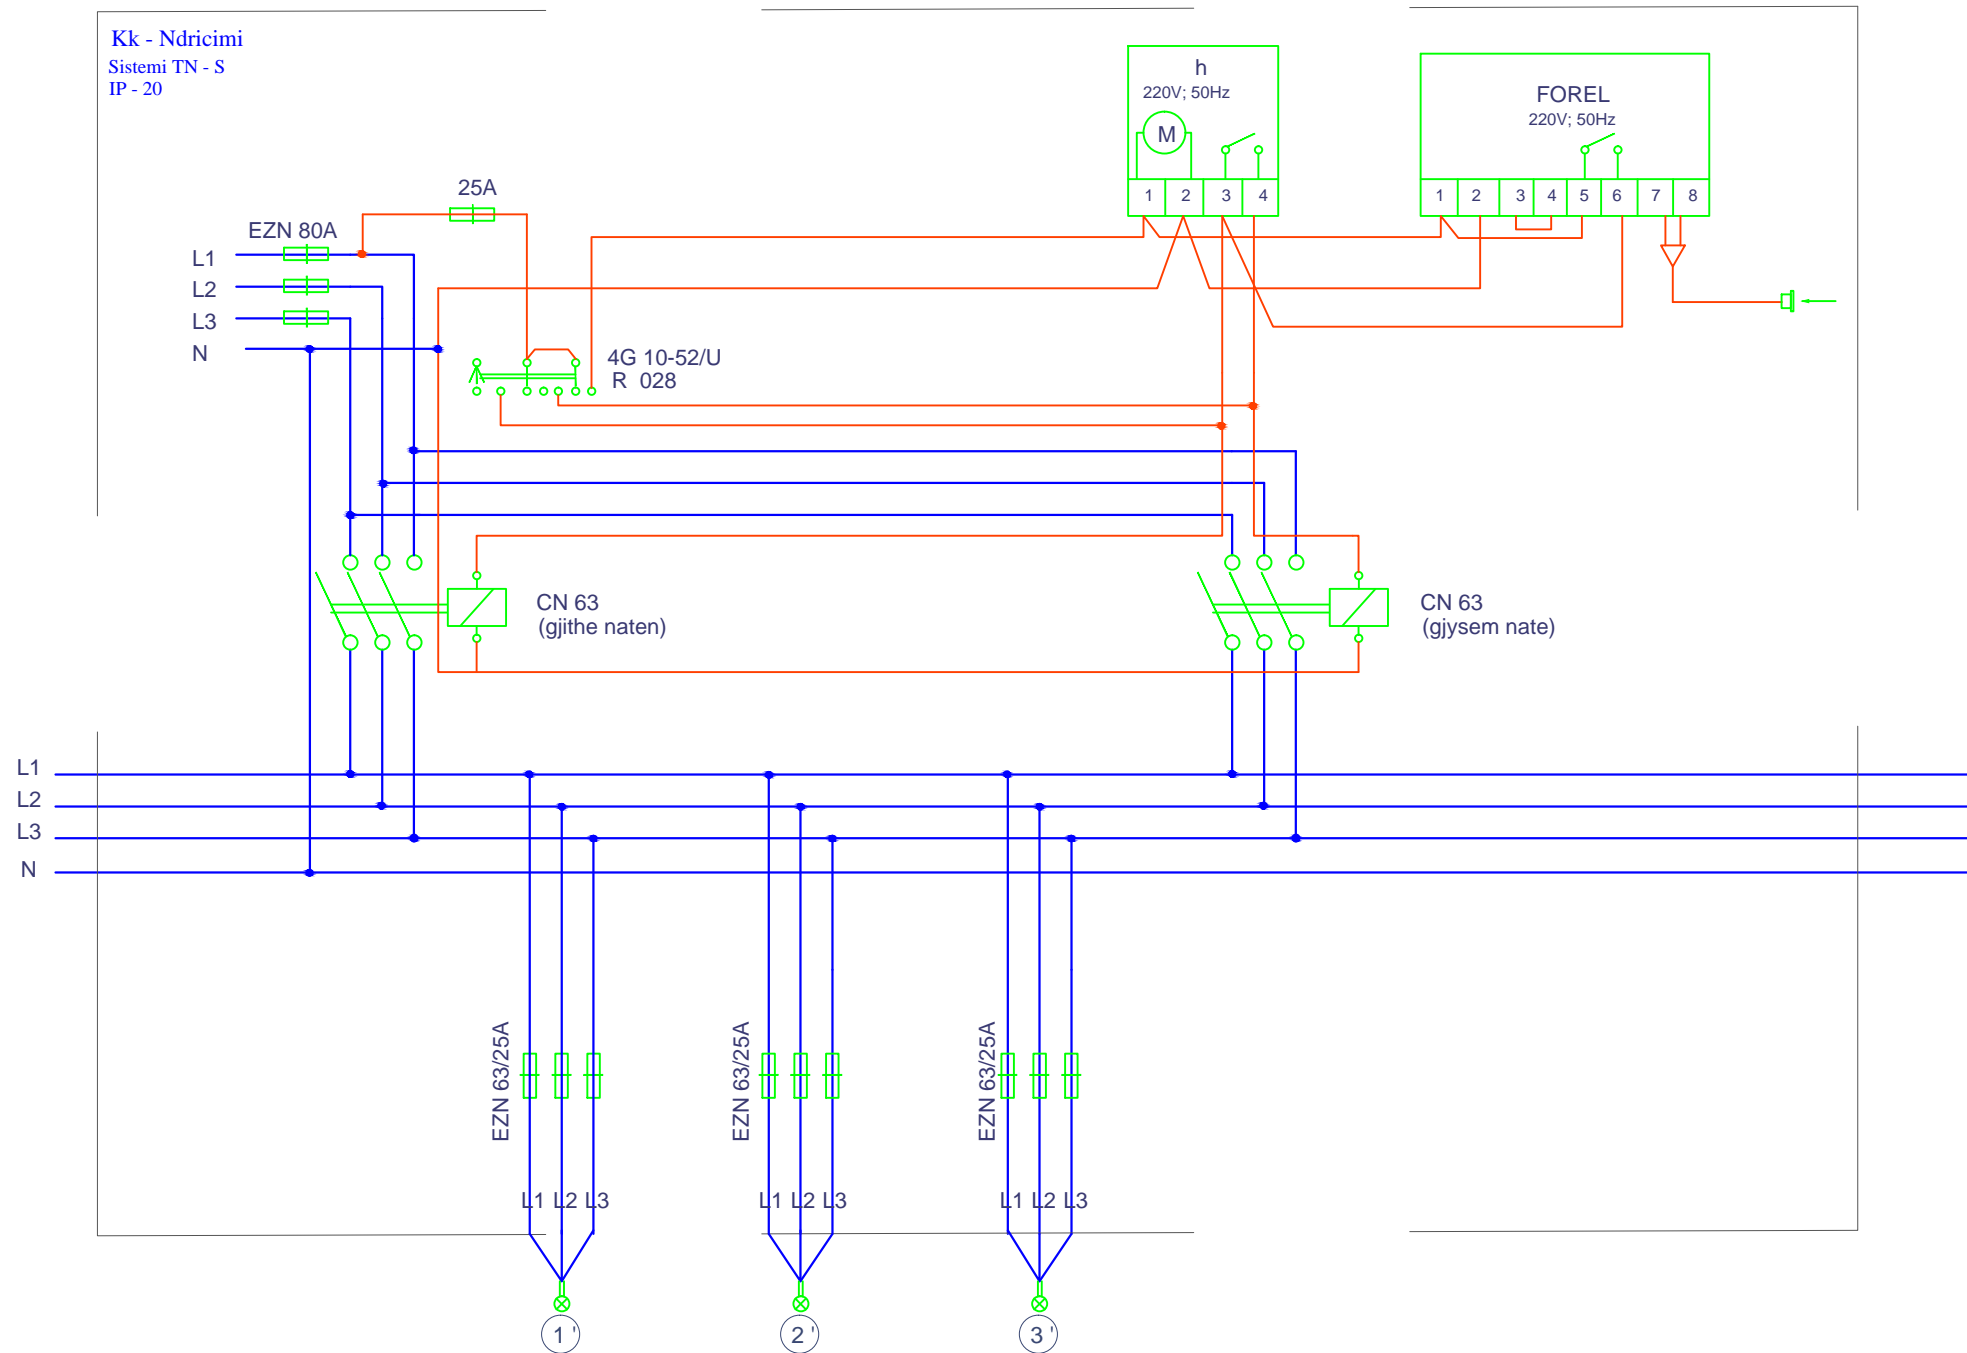 Kk - Ndricimi
Sistemi TN - S
IP - 20
h
220V; 50Hz
M
1 2 3 4
FOREL
220V; 50Hz
1 2 3 4 5 6 7 8
25A
EZN 80A
L1
L2
L3
N
4G 10-52/U
R 028
CN 63
(gjithe naten)
CN 63
(gjysem nate)
L1
L2
L3
N
EZN 63/25A
EZN 63/25A
EZN 63/25A
L1 L2 L3
L1 L2 L3
L1 L2 L3
1 '
2 '
3 '